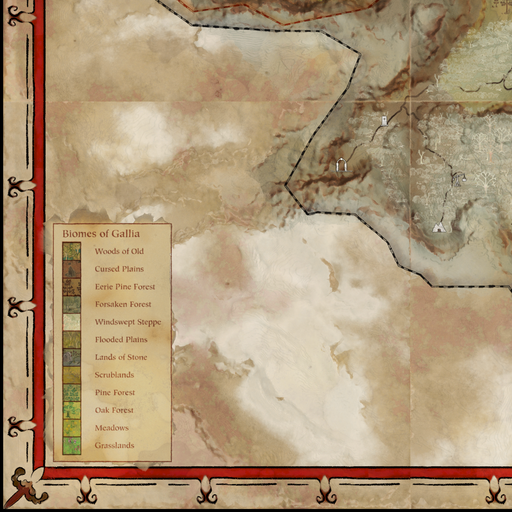 Biomes of Gallia
Woods of Old
Cursed Plains
Eerie Pine Forest
Forsaken Forest
Windswept Steppe
Flooded Plains
Lands of Stone
Scrublands
Pine Forest
Oak Forest
Meadows
Grasslands